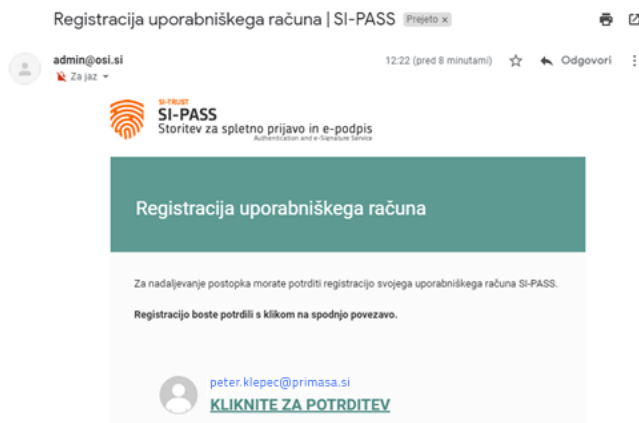 Registracija uporabniškega računa | SI-PASS Prejeto x
admin@osi.si 12:22 (pred 8 minutami) Odgovori
Za jaz
SI-TRUST
SI-PASS
Storitev za spletno prijavo in e-podpis
Authentication and e-Signature Service
Registracija uporabniškega računa
Za nadaljevanje postopka morate potrditi registracijo svojega uporabniškega računa SI-PASS.
Registracijo boste potrdili s klikom na spodnjo povezavo.
peter.klepec@primasa.si
KLIKNITE ZA POTRDITEV